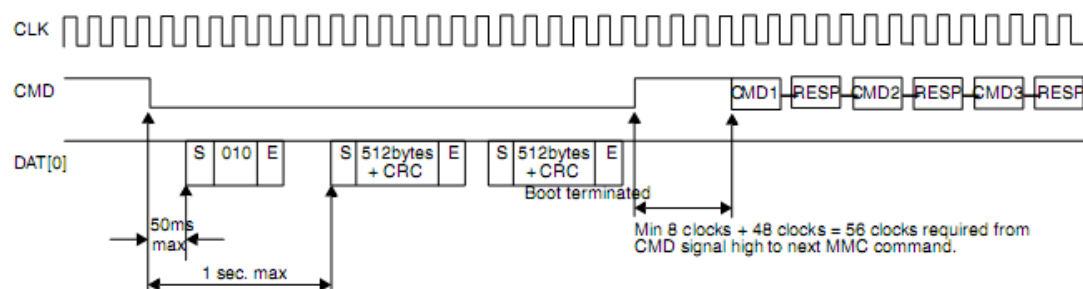 CLK
CMD
CMD1 RESP CMD2 RESP CMD3 RESP
DAT[0]
S 010 E
S 512bytes + CRC E
S 512bytes + CRC E
Boot terminated
50ms
max
1 sec. max
Min 8 clocks + 48 clocks = 56 clocks required from
CMD signal high to next MMC command.